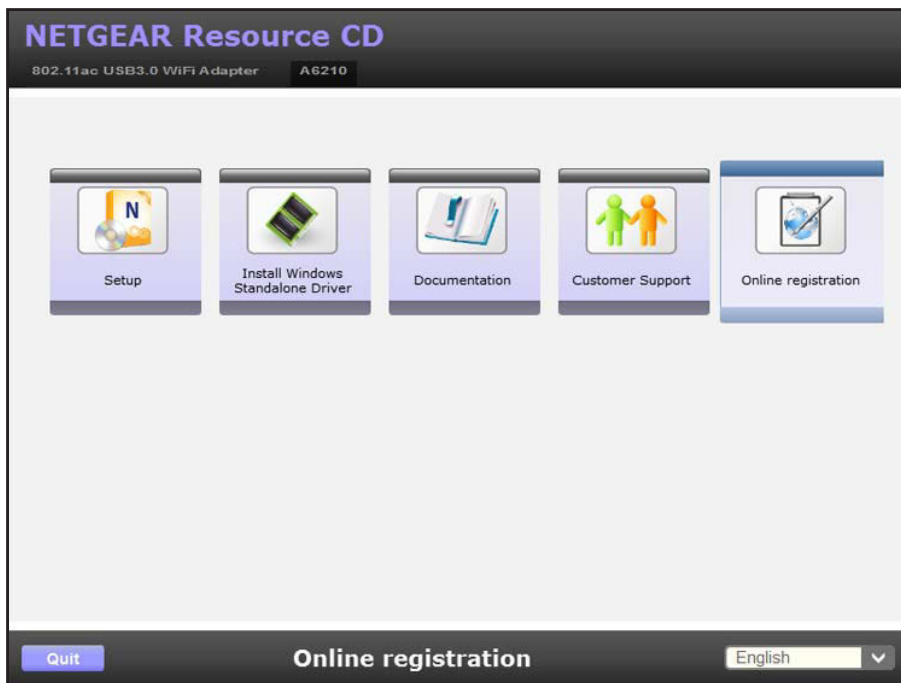 NETGEAR Resource CD
802.11ac USB3.0 WiFi Adapter A6210
N
Setup
Install Windows
Standalone Driver
Documentation
Customer Support
Online registration
Quit
Online registration
English